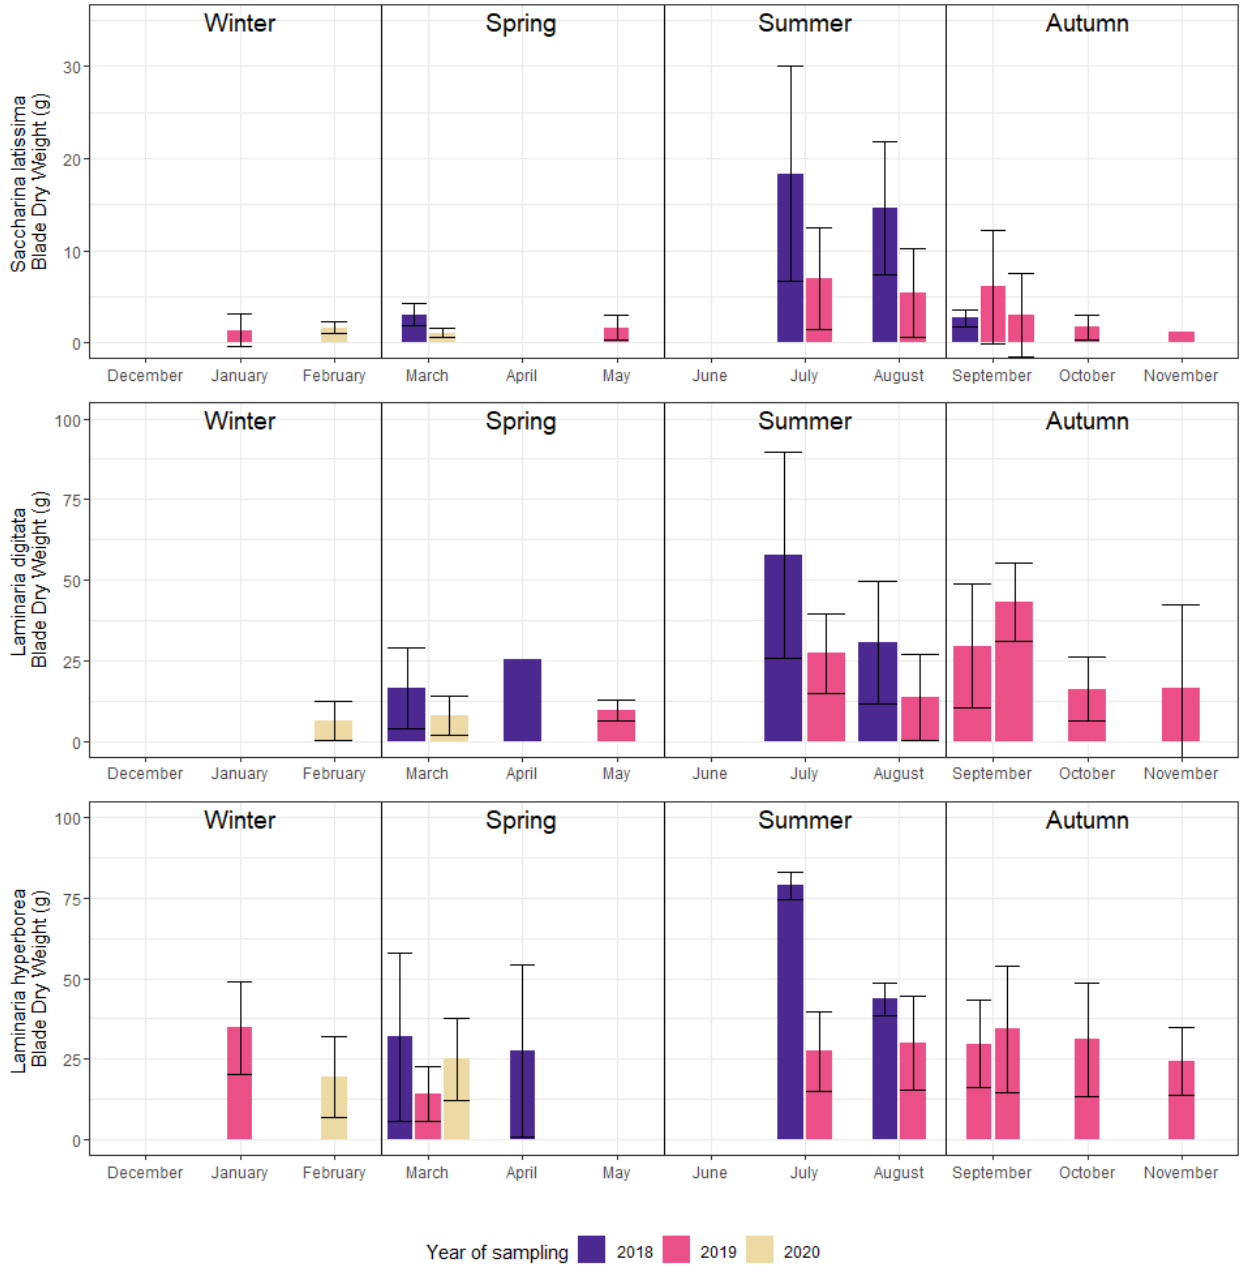 Winter Spring Summer Autumn
Saccharina latissima
Blade Dry Weight (g)
30
20
10
0
December January February March April May June July August September October November
Winter Spring Summer Autumn
Laminaria digitata
Blade Dry Weight (g)
100
75
50
25
0
December January February March April May June July August September October November
Winter Spring Summer Autumn
Laminaria hyperborea
Blade Dry Weight (g)
100
75
50
25
0
December January February March April May June July August September October November
Year of sampling 2018 2019 2020